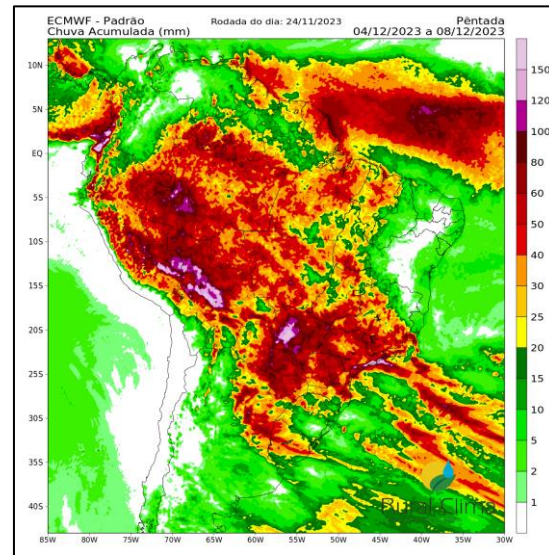 ECMWF - Padrão Rodada do dia: 24/11/2023 Pêntada
Chuva Acumulada (mm) 04/12/2023 a 08/12/2023
10N
5N
EQ
5S
10S
15S
20S
25S
30S
35S
40S
85W 80W 75W 70W 65W 60W 55W 50W 45W 40W 35W 30W
150
120
100
80
60
50
40
30
25
20
15
10
5
2
1
Rural Clima